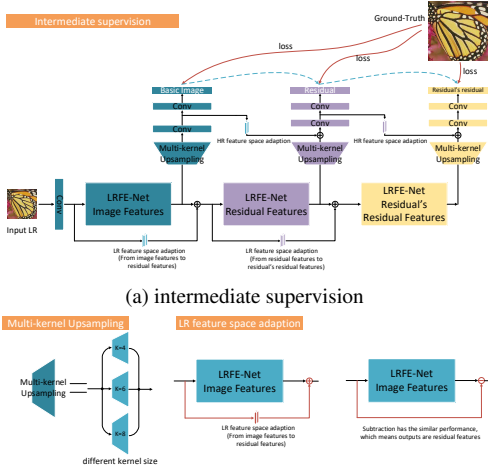 Intermediate supervision
Ground-Truth
loss
loss
loss
Basic Image
Residual
Residual's residual
Conv
Conv
Conv
Conv
Conv
Conv
HR feature space adaption
HR feature space adaption
Multi-kernel
Upsampling
Multi-kernel
Upsampling
Multi-kernel
Upsampling
Input LR
Conv
LRFE-Net
Image Features
LRFE-Net
Residual Features
LRFE-Net
Residual's
Residual Features
LR feature space adaption
(From image features to
residual features)
LR feature space adaption
(From residual features to
residual's residual features)
(a) intermediate supervision
Multi-kernel Upsampling
LR feature space adaption
Multi-kernel
Upsampling
K=4
K=6
K=8
different kernel size
LRFE-Net
Image Features
LR feature space adaption
(From image features to
residual features)
LRFE-Net
Image Features
Subtraction has the similar performance,
which means outputs are residual features